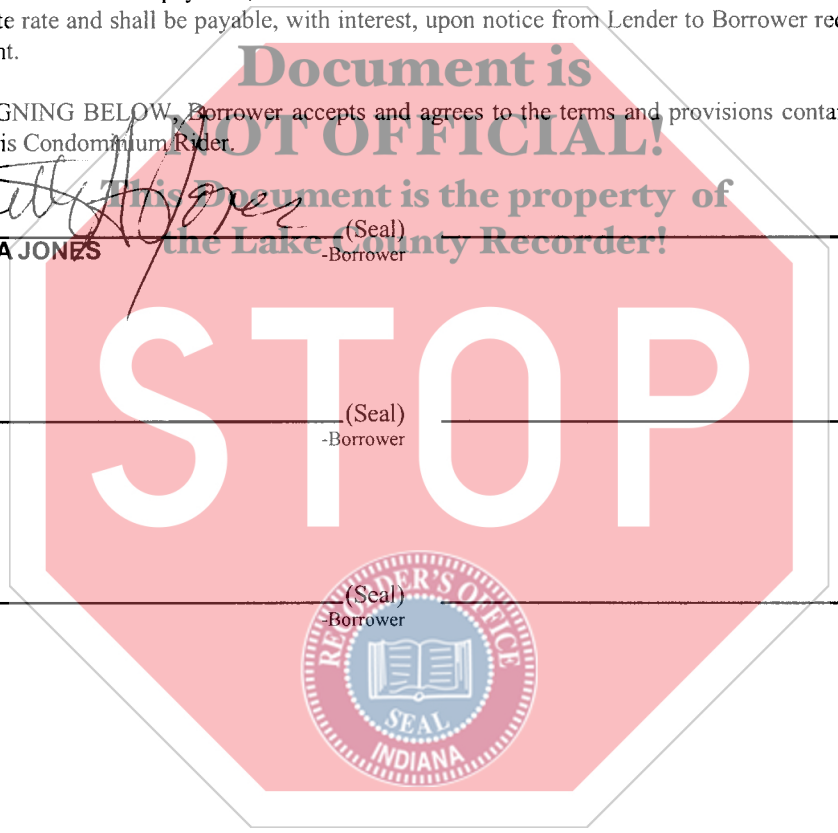 te rate and shall be payable, with interest, upon notice from Lender to Borrower rec
nt.
Document is
GNING BELOW, Borrower accepts and agrees to the terms and provisions conta
NOT OFFICIAL!
is Condominium Rider.
This Document is the property of
Jones
(Seal)
the Lake County Recorder!
A JONES
-Borrower
STOP
(Seal)
-Borrower
(Seal)
-Borrower
RECORDER'S OFFICE
SEAL
INDIANA